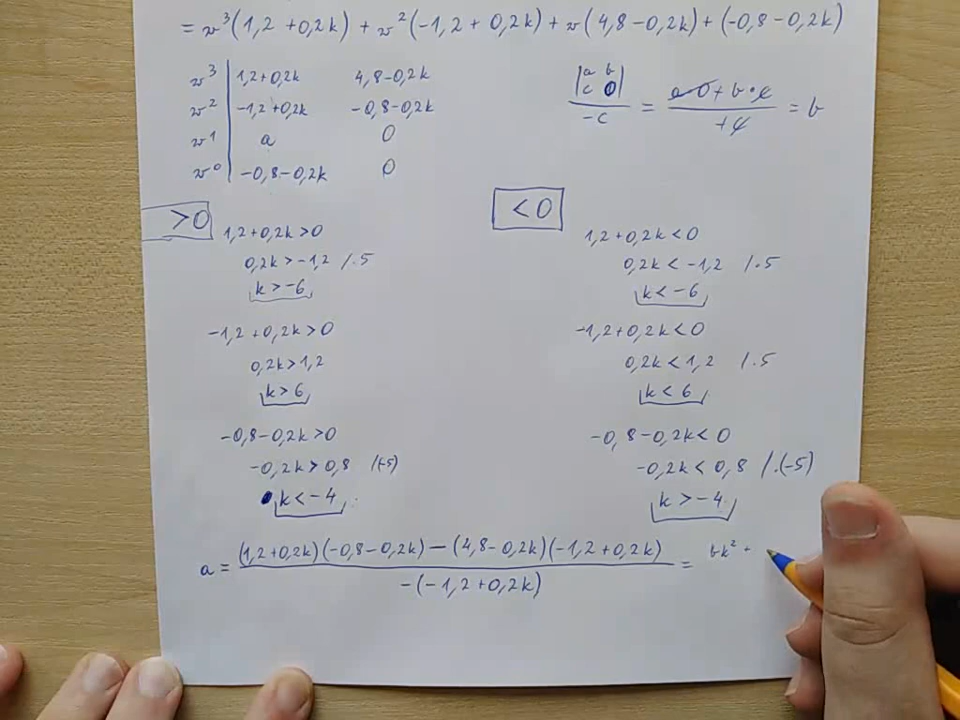 = w³(1,2 + 0,2k) + w²(-1,2 + 0,2k) + w(4,8 - 0,2k) + (-0,8 - 0,2k)
w³ | 1,2+0,2k 4,8-0,2k
w² | -1,2+0,2k -0,8-0,2k
w¹ | a 0
w⁰ | -0,8-0,2k 0
|a b|
|c 0|
-c
= a·0 + b·c
+c
= b
>0
1,2+0,2k>0
0,2k>-1,2 /·5
k>-6
-1,2+0,2k>0
0,2k>1,2
k>6
-0,8-0,2k>0
-0,2k>0,8 /(-5)
k<-4
<0
1,2+0,2k<0
0,2k<-1,2 /·5
k<-6
-1,2+0,2k<0
0,2k<1,2 /·5
k<6
-0,8-0,2k<0
-0,2k<0,8 /·(-5)
k>-4
a = (1,2+0,2k)(-0,8-0,2k) - (4,8-0,2k)(-1,2+0,2k)
-(-1,2+0,2k)
=